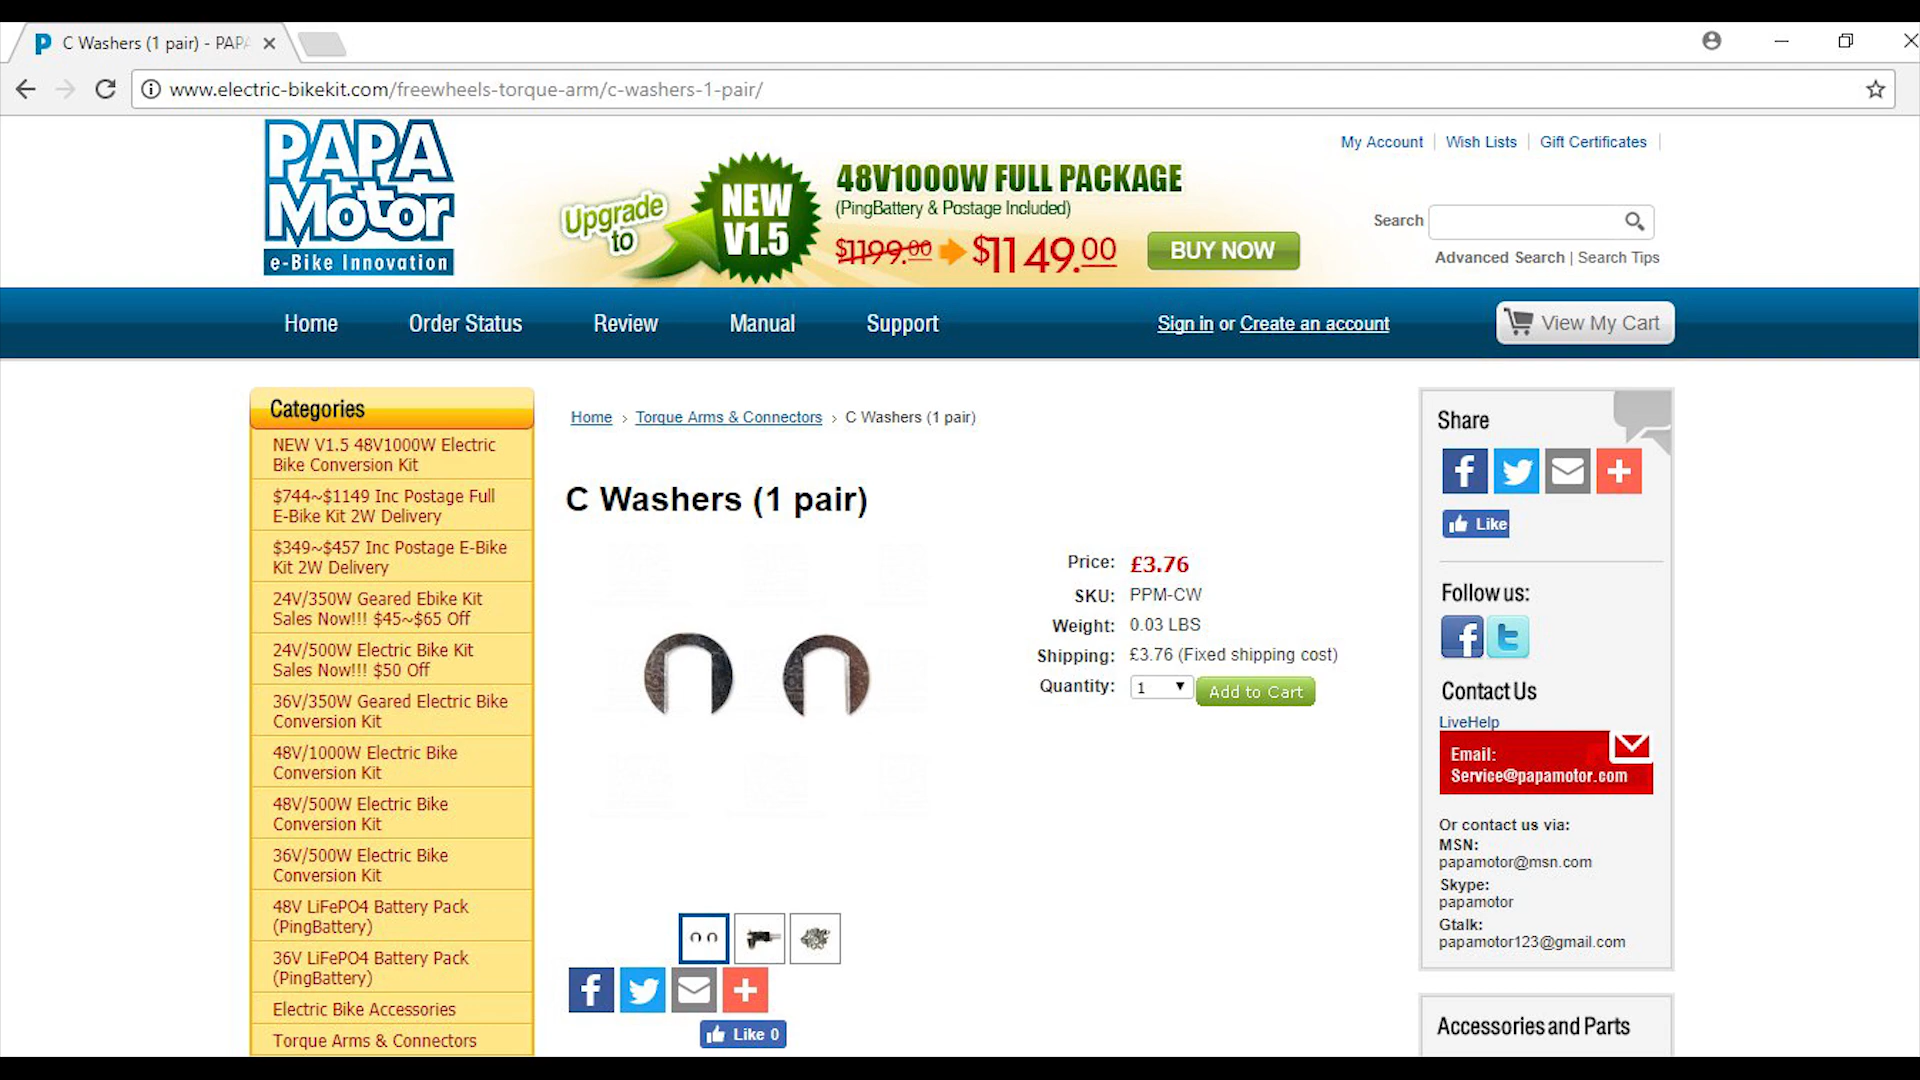 C Washers (1 pair) - PAPA
www.electric-bikekit.com/freewheels-torque-arm/c-washers-1-pair/
PAPA
Motor
e-Bike Innovation
Upgrade
to
NEW
V1.5
48V1000W FULL PACKAGE
(PingBattery & Postage Included)
$1199.00 $1149.00
BUY NOW
My Account
Wish Lists
Gift Certificates
Search
Advanced Search | Search Tips
Home
Order Status
Review
Manual
Support
Sign in or Create an account
View My Cart
Categories
NEW V1.5 48V1000W Electric
Bike Conversion Kit
$744~$1149 Inc Postage Full
E-Bike Kit 2W Delivery
$349~$457 Inc Postage E-Bike
Kit 2W Delivery
24V/350W Geared Ebike Kit
Sales Now!!! $45~$65 Off
24V/500W Electric Bike Kit
Sales Now!!! $50 Off
36V/350W Geared Electric Bike
Conversion Kit
48V/1000W Electric Bike
Conversion Kit
48V/500W Electric Bike
Conversion Kit
36V/500W Electric Bike
Conversion Kit
48V LiFePO4 Battery Pack
(PingBattery)
36V LiFePO4 Battery Pack
(PingBattery)
Electric Bike Accessories
Torque Arms & Connectors
Home › Torque Arms & Connectors › C Washers (1 pair)
C Washers (1 pair)
Price: £3.76
SKU: PPM-CW
Weight: 0.03 LBS
Shipping: £3.76 (Fixed shipping cost)
Quantity: 1 Add to Cart
Like 0
Share
Like
Follow us:
Contact Us
LiveHelp
Email:
Service@papamotor.com
Or contact us via:
MSN:
papamotor@msn.com
Skype:
papamotor
Gtalk:
papamotor123@gmail.com
Accessories and Parts